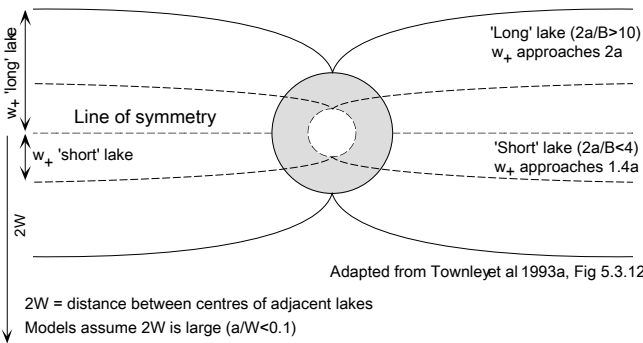 w+ 'long' lake
'Long' lake (2a/B>10)
w+ approaches 2a
Line of symmetry
w+ 'short' lake
'Short' lake (2a/B<4)
w+ approaches 1.4a
2W
Adapted from Townleyet al 1993a, Fig 5.3.12
2W = distance between centres of adjacent lakes
Models assume 2W is large (a/W<0.1)